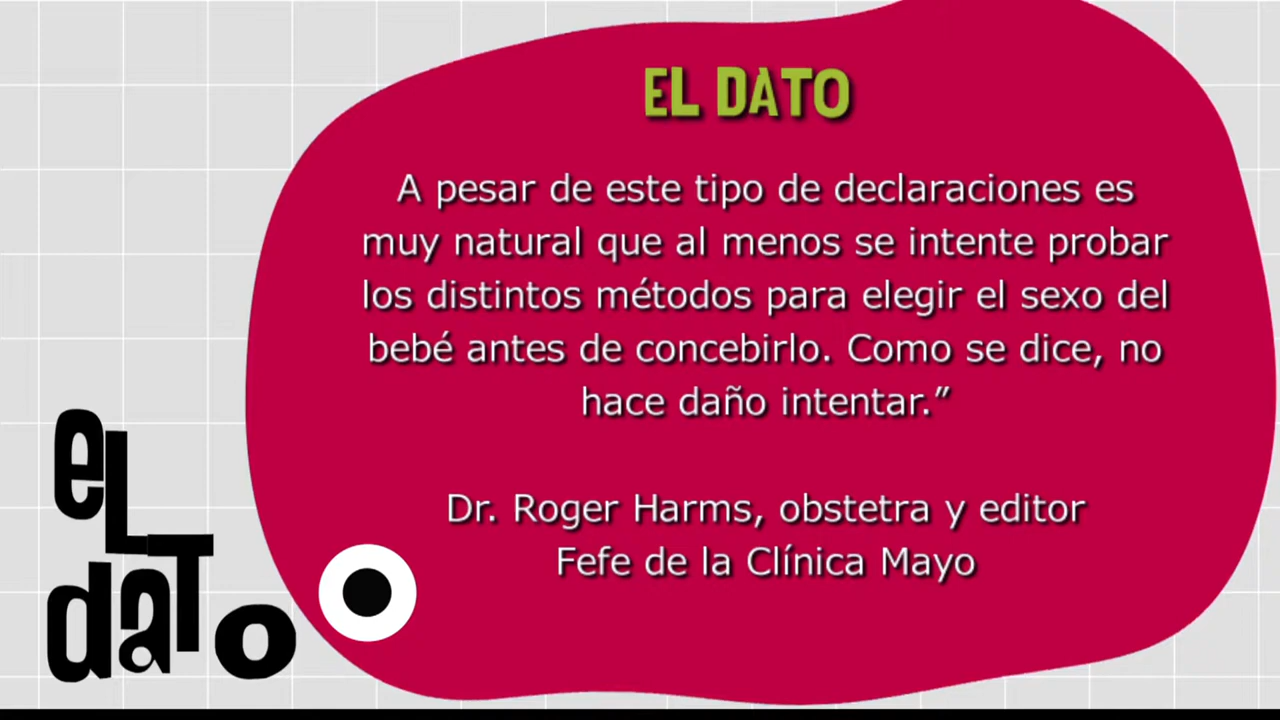 EL DATO
A pesar de este tipo de declaraciones es
muy natural que al menos se intente probar
los distintos métodos para elegir el sexo del
bebé antes de concebirlo. Como se dice, no
hace daño intentar.”
Dr. Roger Harms, obstetra y editor
Fefe de la Clínica Mayo
eL
daTo